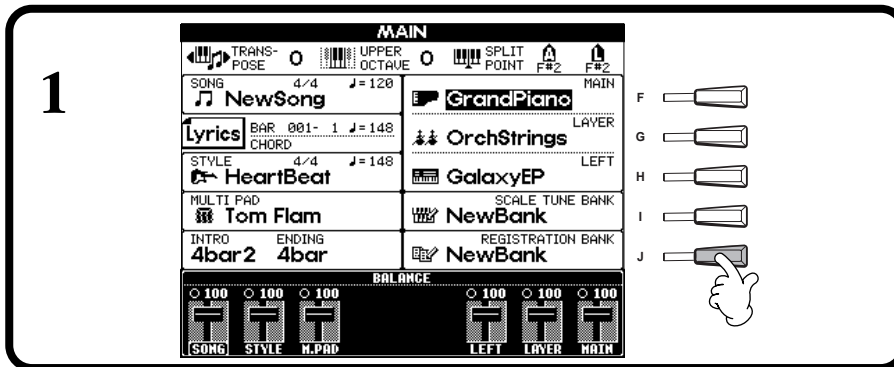 1
MAIN
TRANS-POSE 0 UPPER OCTAVE 0 SPLIT POINT A F#2 L F#2
SONG 4/4 ♩=120
NewSong
Lyrics BAR 001- 1 ♩=148
CHORD
STYLE 4/4 ♩=148
HeartBeat
MULTI PAD
Tom Flam
INTRO ENDING
4bar2 4bar
MAIN
GrandPiano
LAYER
OrchStrings
LEFT
GalaxyEP
SCALE TUNE BANK
NewBank
REGISTRATION BANK
NewBank
F
G
H
I
J
BALANCE
100 100 100 100 100 100
SONG STYLE M.PAD LEFT LAYER MAIN